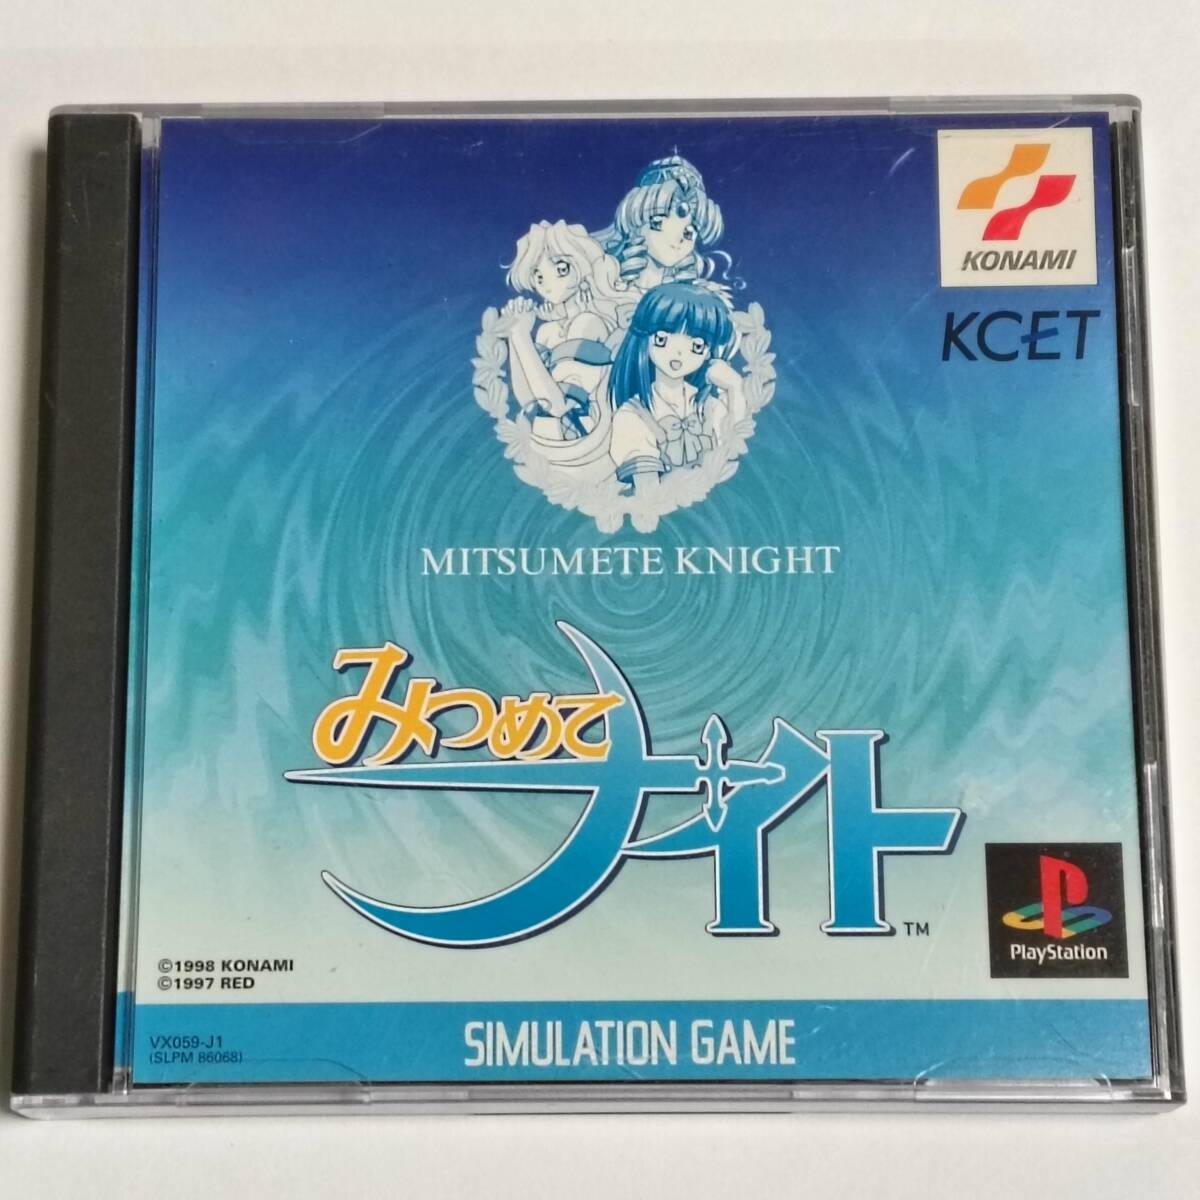 KONAMI
KCET
MITSUMETE KNIGHT
みつめて
ナイト
TM
PlayStation
©1998 KONAMI
©1997 RED
VX059-J1
(SLPM 86068)
SIMULATION GAME